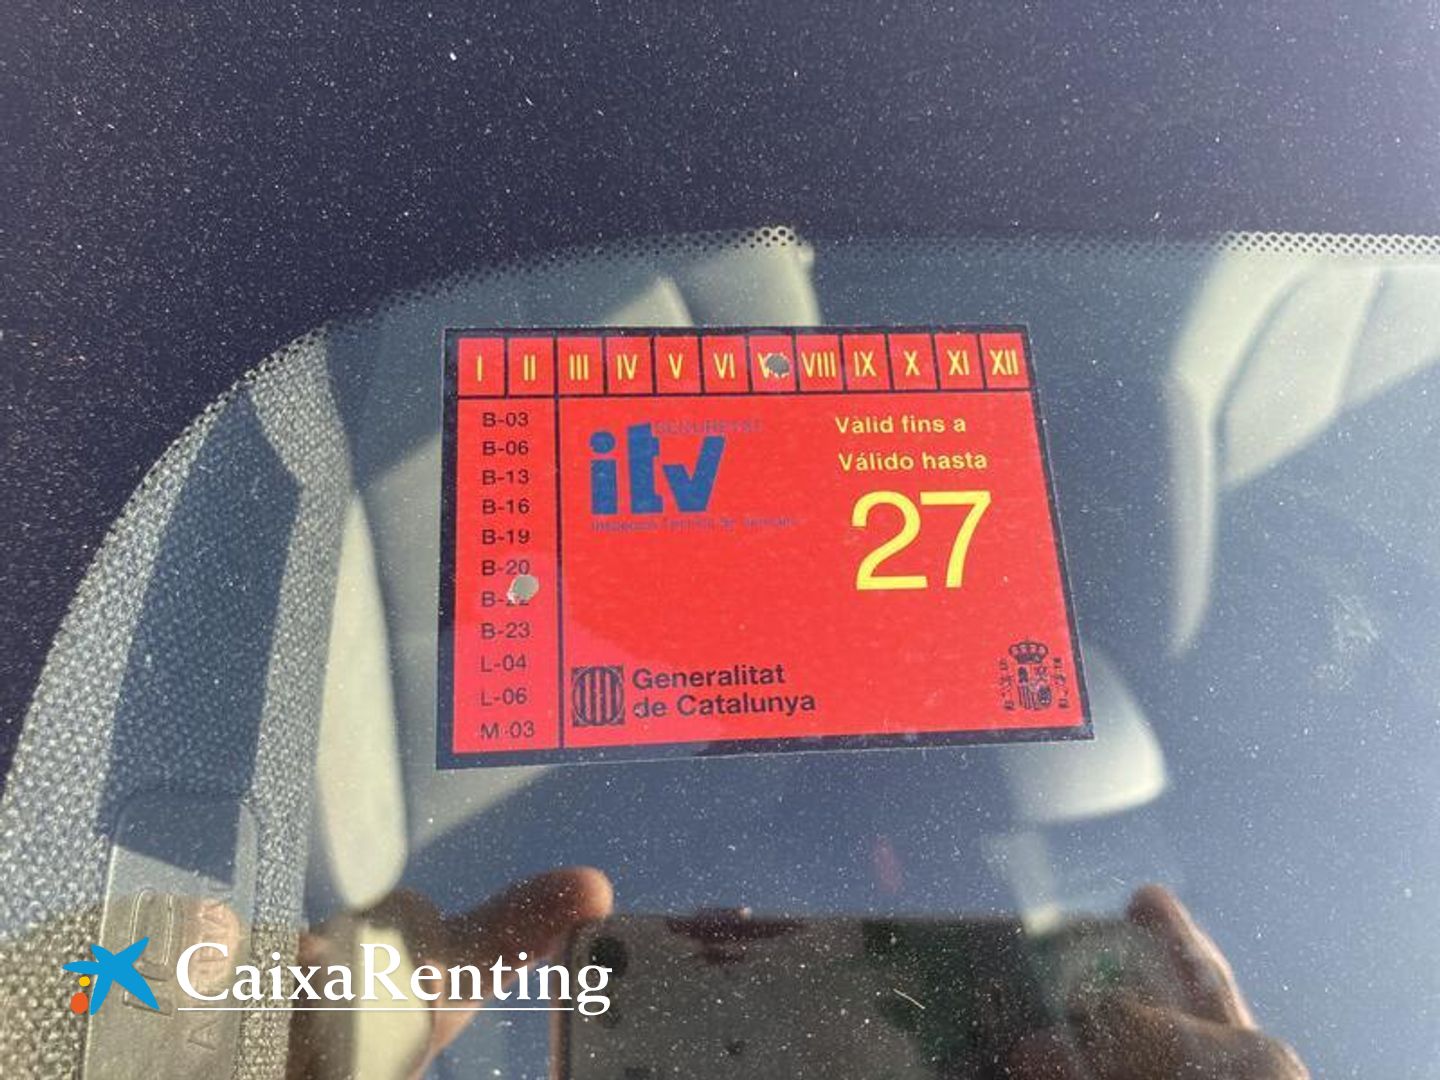 I II III IV V VI VIII IX X XI XII
B-03
B-06
B-13
B-16
B-19
B-20
B-22
B-23
L-04
L-06
M-03
itv
Vàlid fins a
Válido hasta
27
Generalitat
de Catalunya
CaixaRenting